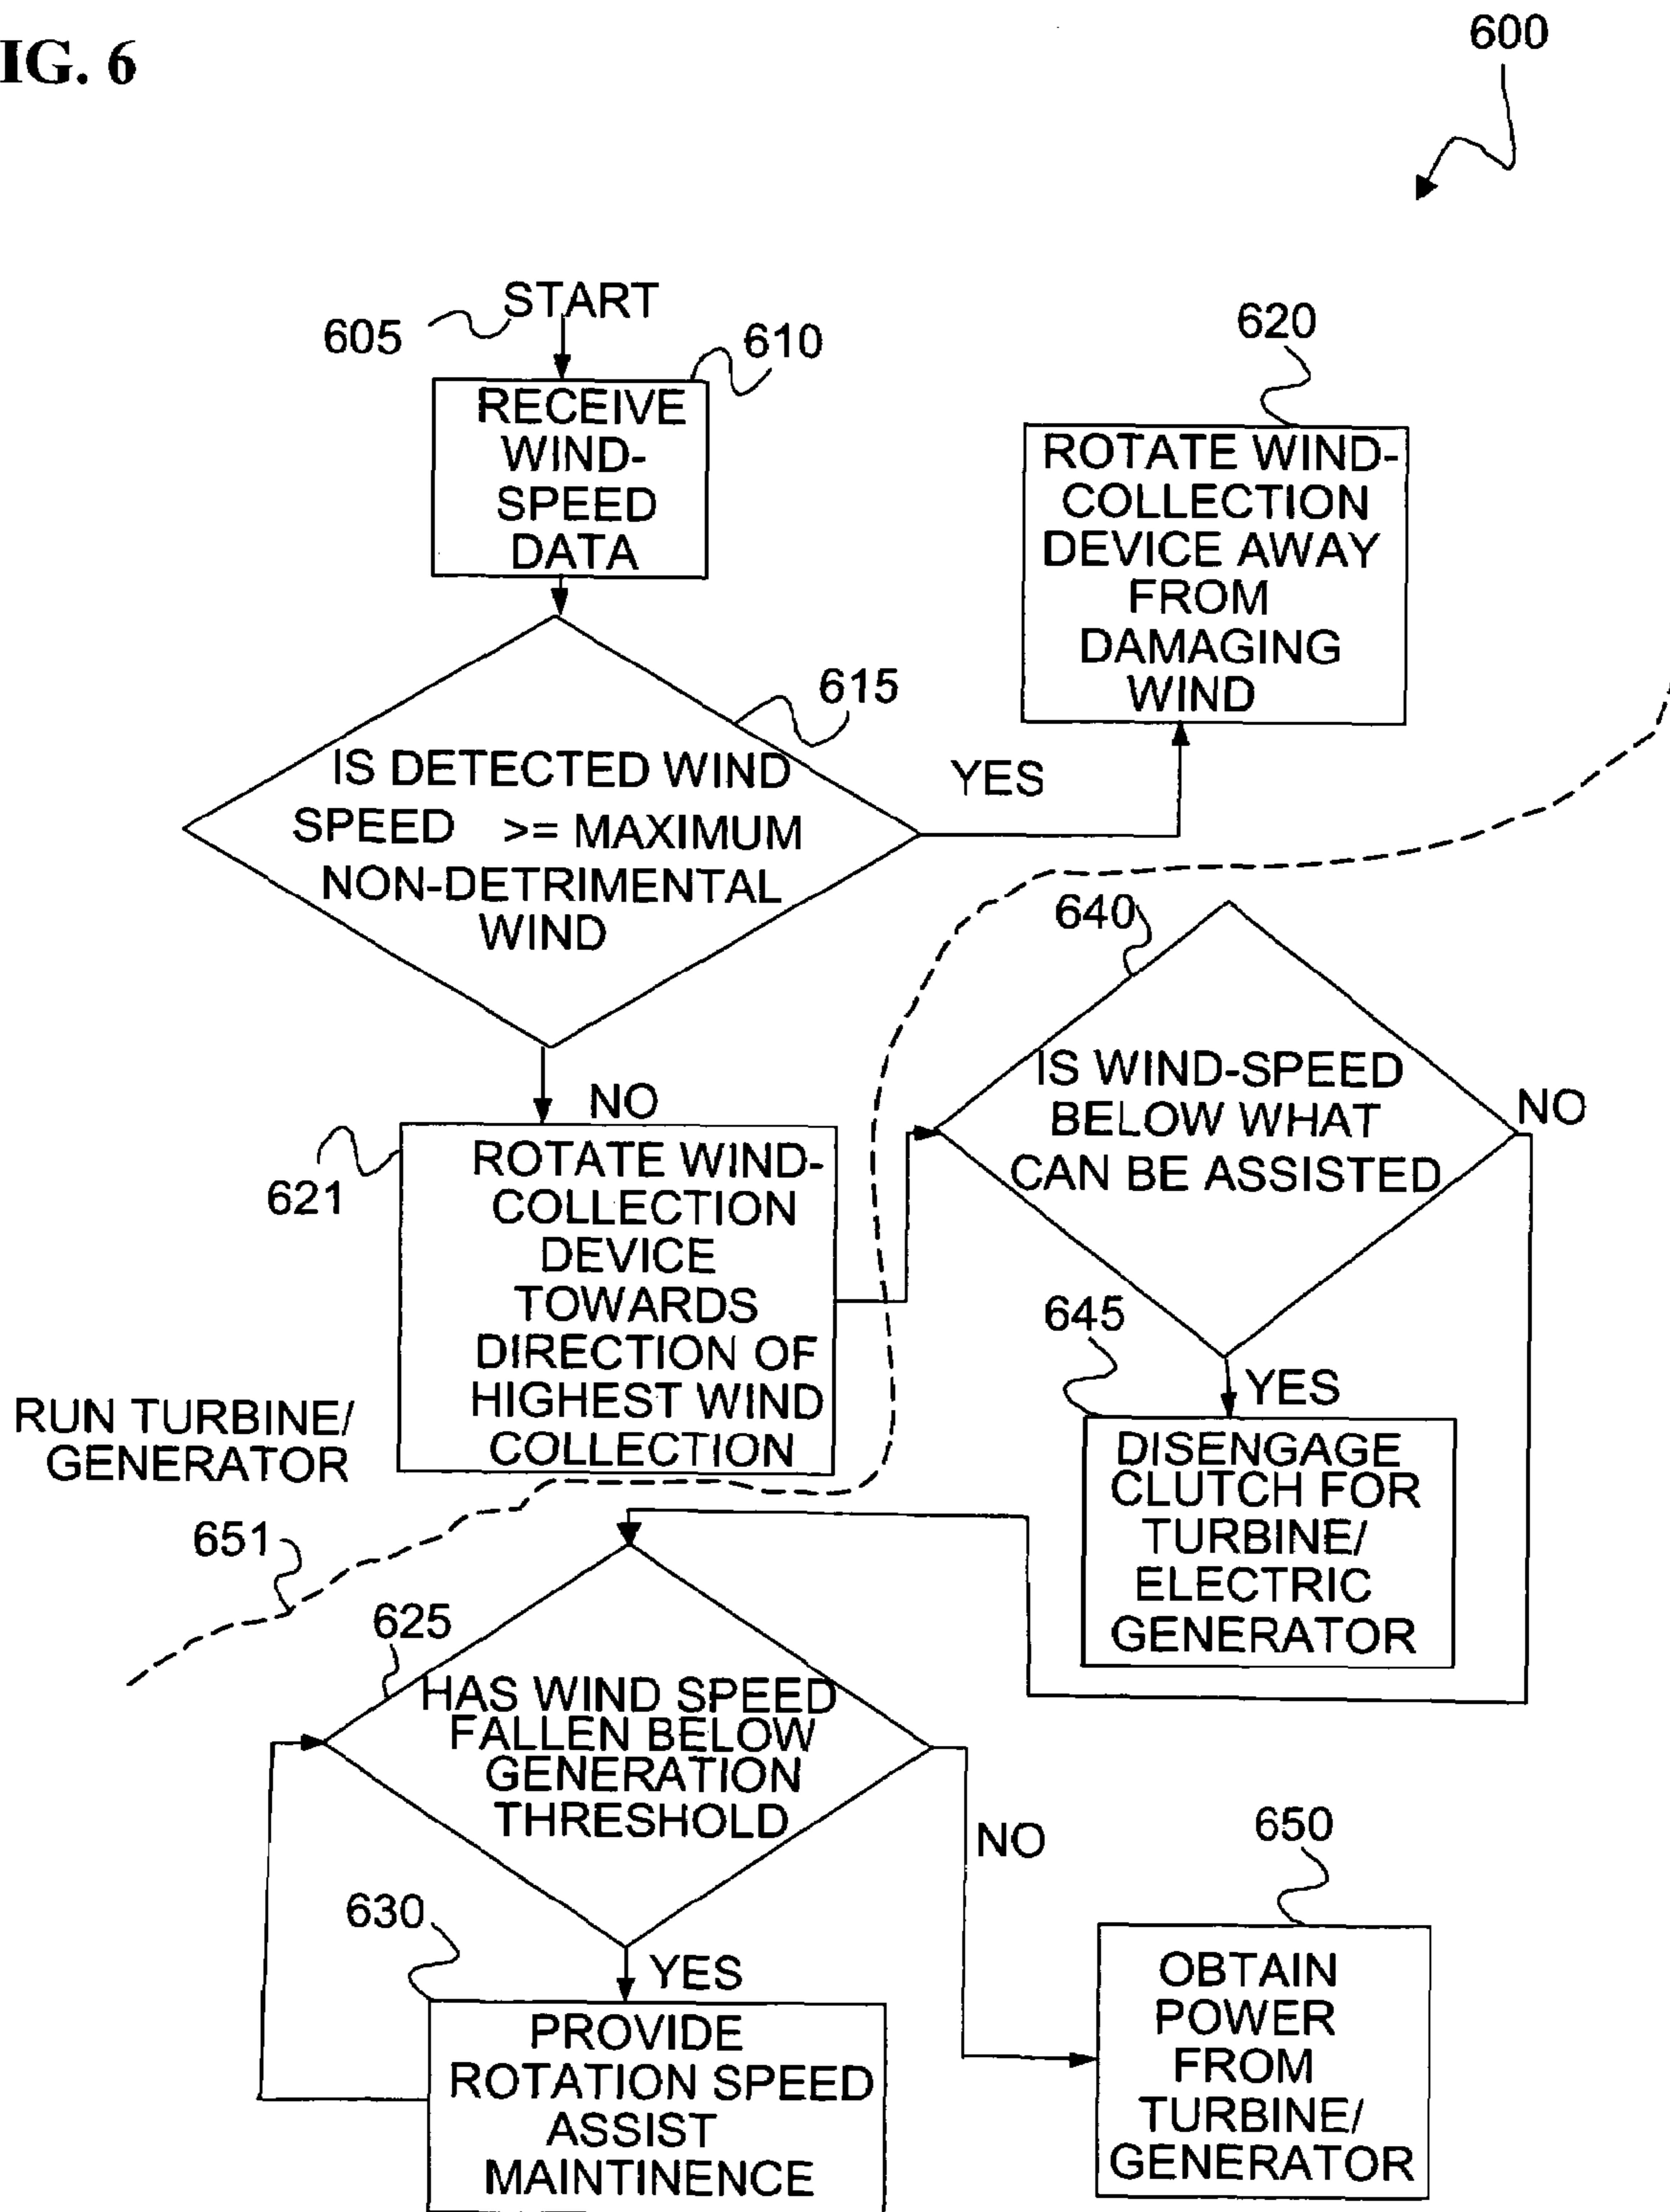 IG. 6
600
START
605
610
RECEIVE
WIND-
SPEED
DATA
620
ROTATE WIND-
COLLECTION
DEVICE AWAY
FROM
DAMAGING
WIND
615
IS DETECTED WIND
SPEED >= MAXIMUM
NON-DETRIMENTAL
WIND
YES
NO
621
ROTATE WIND-
COLLECTION
DEVICE
TOWARDS
DIRECTION OF
HIGHEST WIND
COLLECTION
640
IS WIND-SPEED
BELOW WHAT
CAN BE ASSISTED
NO
YES
645
DISENGAGE
CLUTCH FOR
TURBINE/
ELECTRIC
GENERATOR
RUN TURBINE/
GENERATOR
651
625
HAS WIND SPEED
FALLEN BELOW
GENERATION
THRESHOLD
NO
YES
630
PROVIDE
ROTATION SPEED
ASSIST
MAINTINENCE
650
OBTAIN
POWER
FROM
TURBINE/
GENERATOR